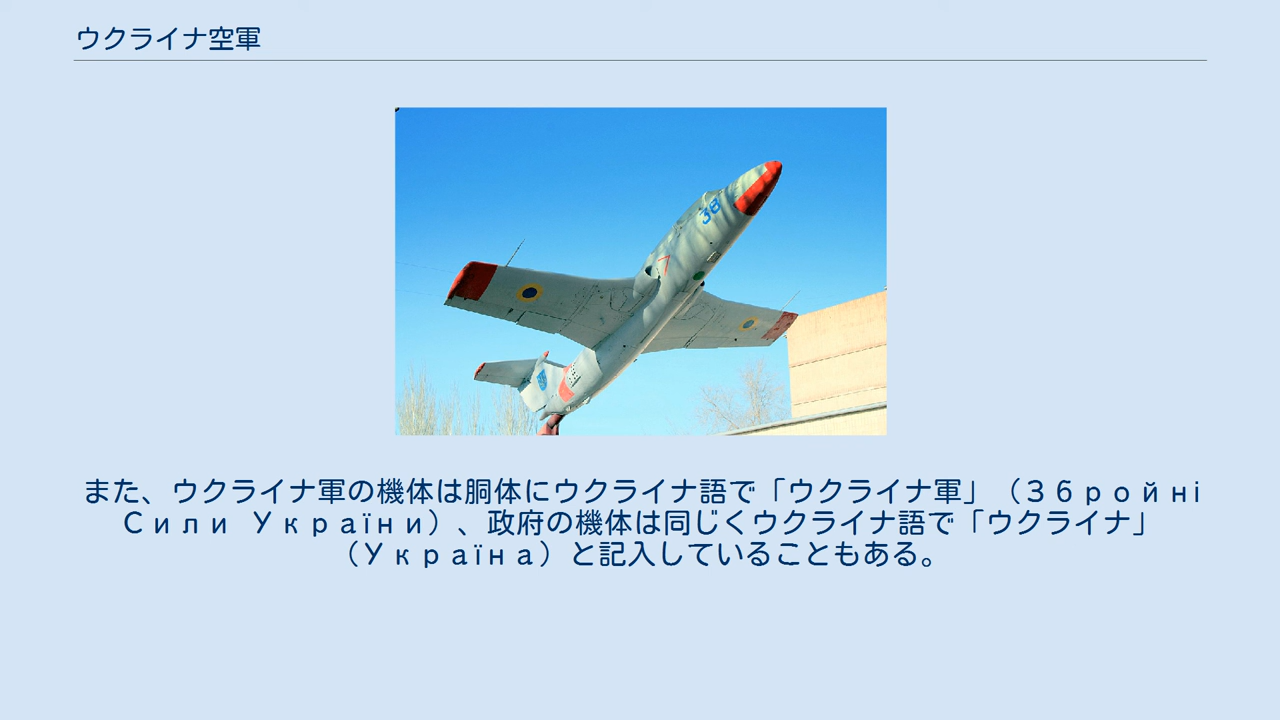 ウクライナ空軍
38
また、ウクライナ軍の機体は胴体にウクライナ語で「ウクライナ軍」（Збройні
Сили України）、政府の機体は同じくウクライナ語で「ウクライナ」
（Україна）と記入していることもある。